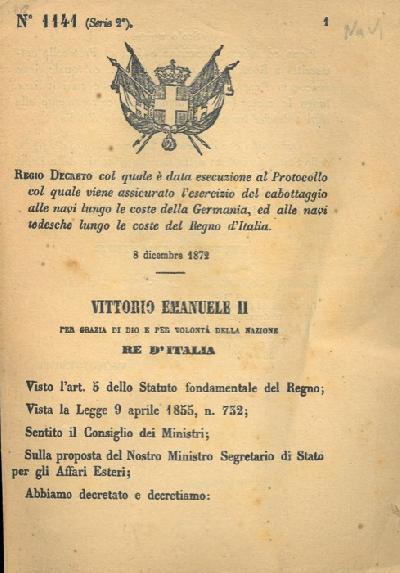 N° 1141 (Serie 2ª).
1
Navi
REGIO DECRETO col quale è data esecuzione al Protocollo
col quale viene assicurato l'esercizio del cabottaggio
alle navi lungo le coste della Germania, ed alle navi
tedesche lungo le coste del Regno d'Italia.
8 dicembre 1872
VITTORIO EMANUELE II
PER GRAZIA DI DIO E PER VOLONTÀ DELLA NAZIONE
RE D'ITALIA
Visto l'art. 5 dello Statuto fondamentale del Regno;
Vista la Legge 9 aprile 1855, n. 752;
Sentito il Consiglio dei Ministri;
Sulla proposta del Nostro Ministro Segretario di Stato
per gli Affari Esteri;
Abbiamo decretato e decretiamo: